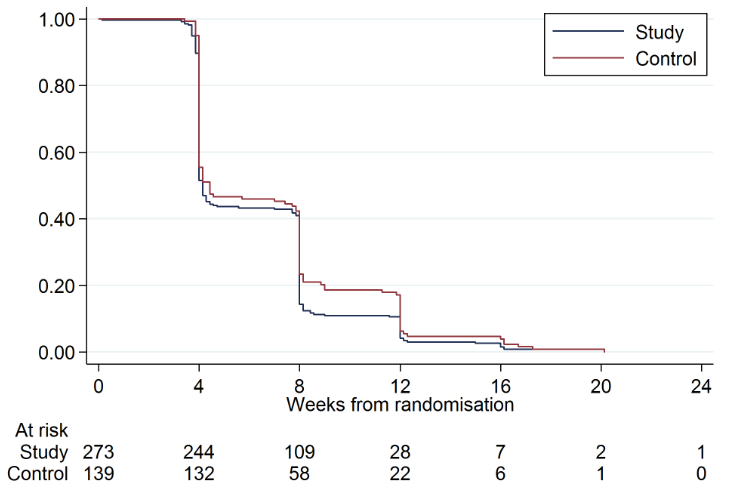 1.00
0.80
0.60
0.40
0.20
0.00
Study
Control
0 4 8 12 16 20 24
Weeks from randomisation
At risk
Study 273 244 109 28 7 2 1
Control 139 132 58 22 6 1 0